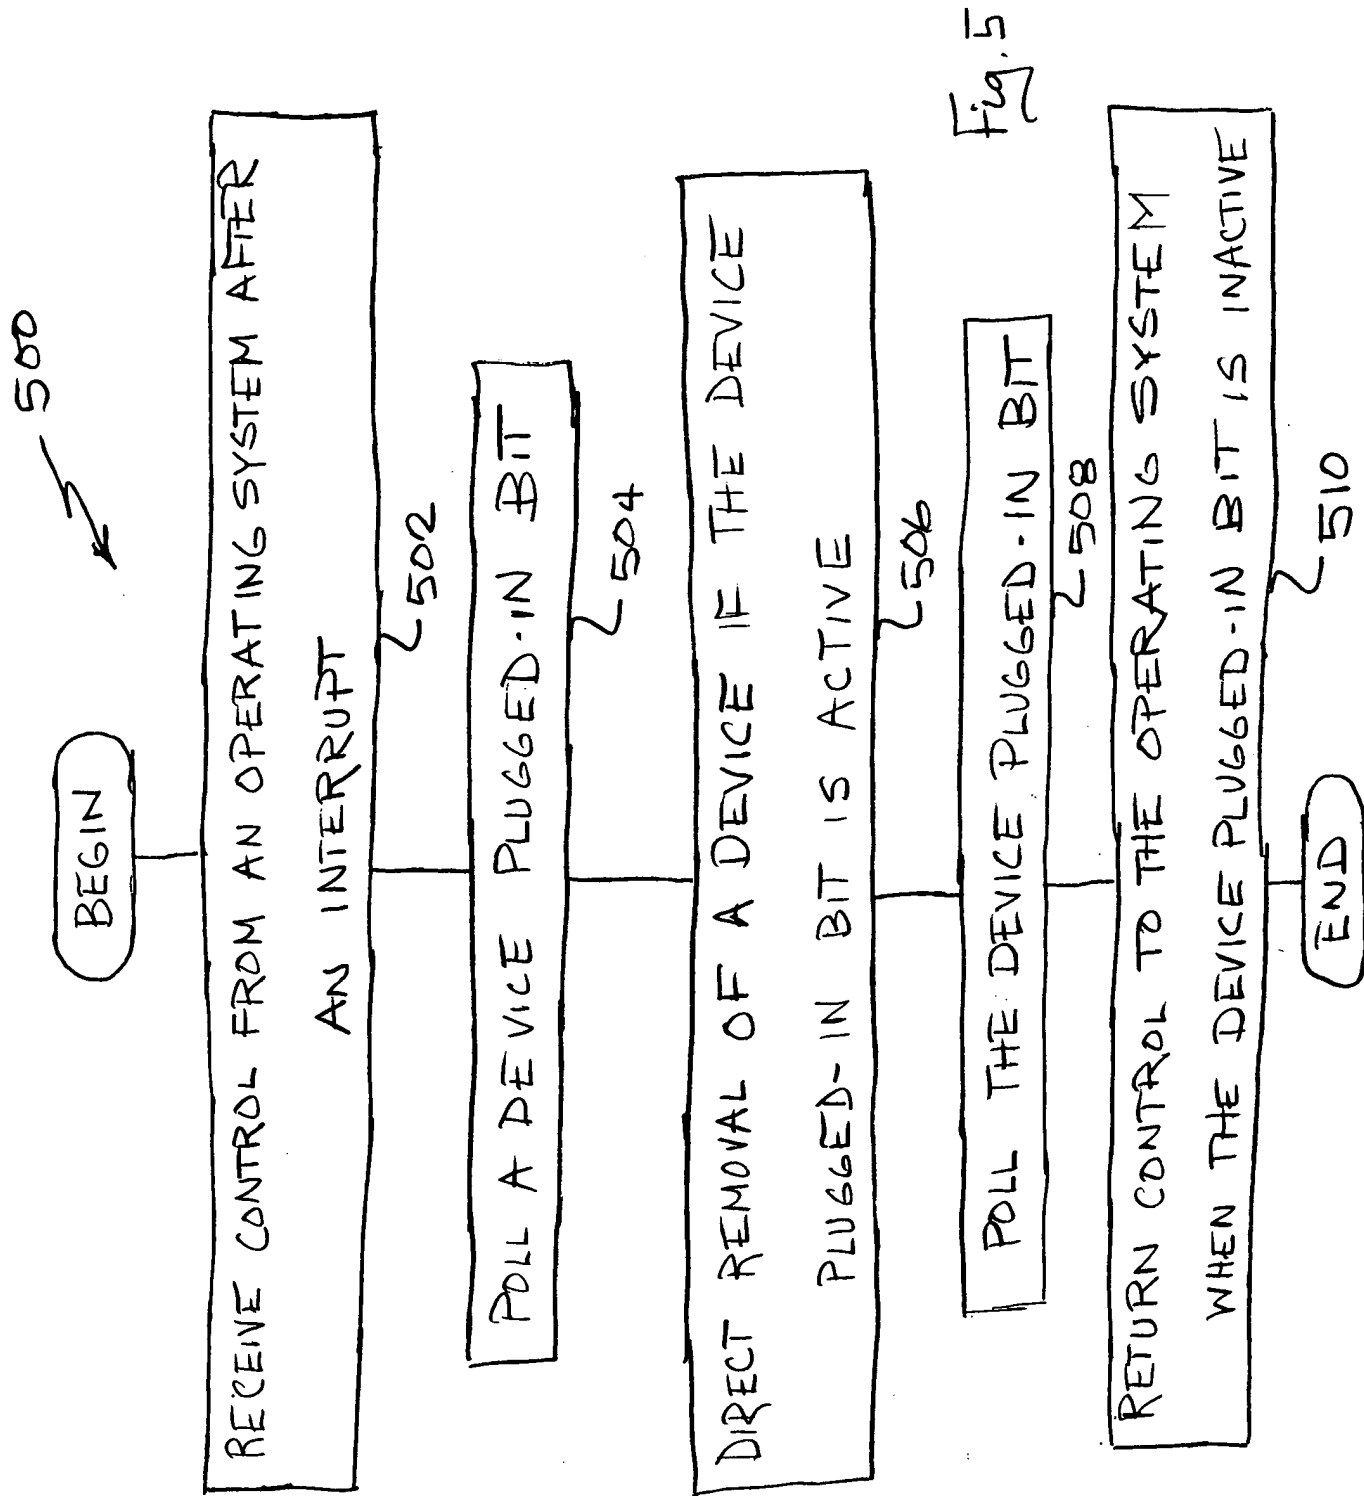 500
BEGIN
RECEIVE CONTROL FROM AN OPERATING SYSTEM AFTER
AN INTERRUPT
502
POLL A DEVICE PLUGGED-IN BIT
504
DIRECT REMOVAL OF A DEVICE IF THE DEVICE
PLUGGED-IN BIT IS ACTIVE
506
POLL THE DEVICE PLUGGED-IN BIT
508
RETURN CONTROL TO THE OPERATING SYSTEM
WHEN THE DEVICE PLUGGED-IN BIT IS INACTIVE
510
END
Fig. 5